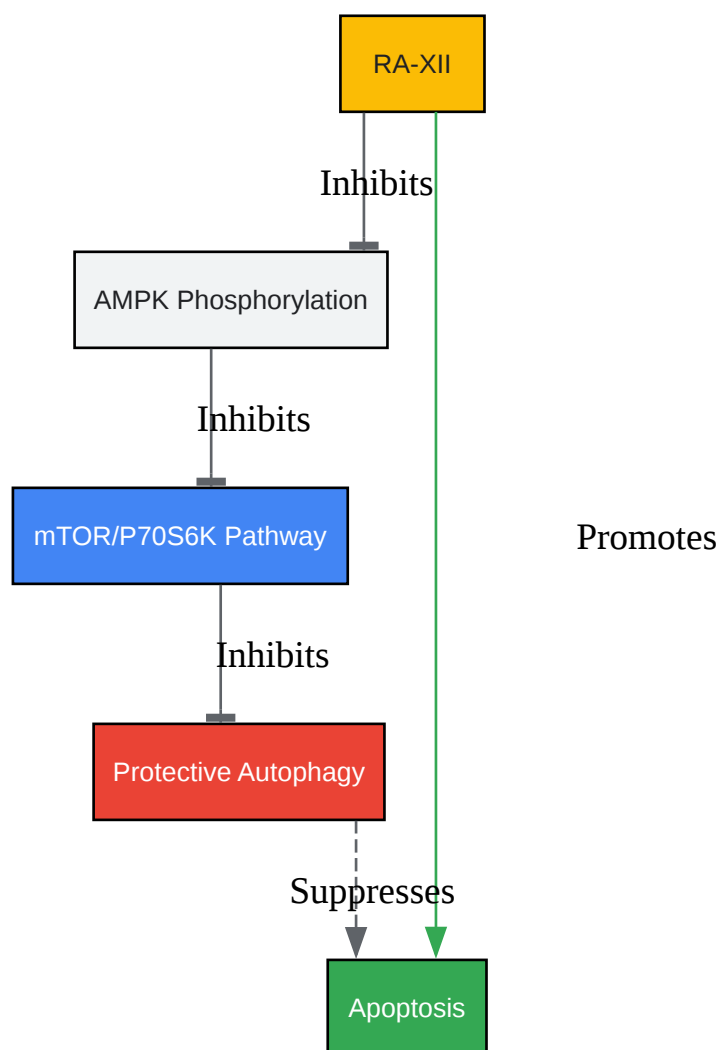 RA-XII
Inhibits
AMPK Phosphorylation
Inhibits
mTOR/P70S6K Pathway
Promotes
Inhibits
Protective Autophagy
Suppresses
Apoptosis